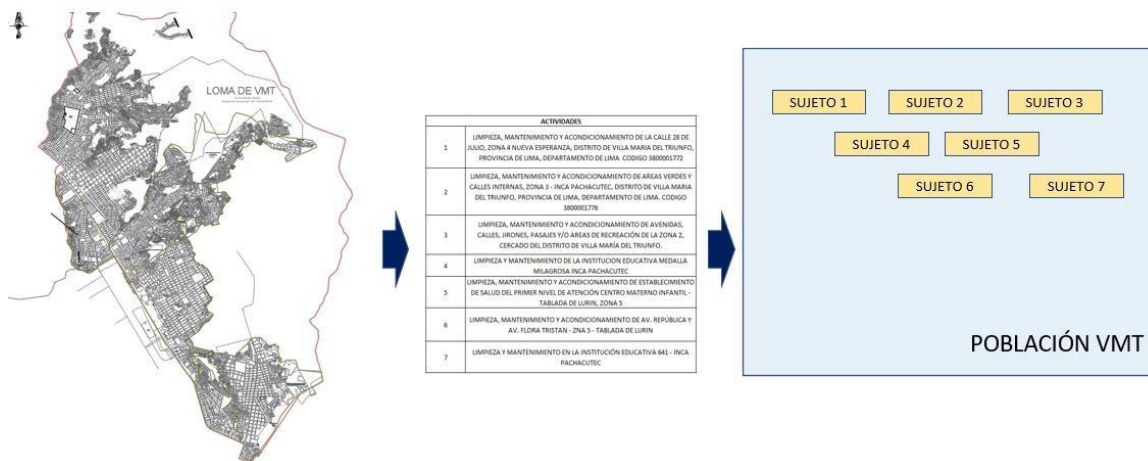 LOMA DE VMT
ACTIVIDADES
1
LIMPIEZA, MANTENIMIENTO Y ACONDICIONAMIENTO DE LA CALLE 28 DE
JULIO, ZONA 4 NUEVA ESPERANZA, DISTRITO DE VILLA MARIA DEL TRIUNFO,
PROVINCIA DE LIMA, DEPARTAMENTO DE LIMA CODIGO 3800001772
2
LIMPIEZA, MANTENIMIENTO Y ACONDICIONAMIENTO DE AREAS VERDES Y
CALLES INTERNAS, ZONA 3 - INCA PACHACUTEC, DISTRITO DE VILLA MARIA
DEL TRIUNFO, PROVINCIA DE LIMA, DEPARTAMENTO DE LIMA. CODIGO
3800001776
3
LIMPIEZA, MANTENIMIENTO Y ACONDICIONAMIENTO DE AVENIDAS,
CALLES, JIRONES, PASAJES Y/O AREAS DE RECREACIÓN DE LA ZONA 2,
CERCADO DEL DISTRITO DE VILLA MARÍA DEL TRIUNFO.
4
LIMPIEZA Y MANTENIMIENTO DE LA INSTITUCION EDUCATIVA MEDALLA
MILAGROSA INCA PACHACUTEC
5
LIMPIEZA, MANTENIMIENTO Y ACONDICIONAMIENTO DE ESTABLECIMIENTO
DE SALUD DEL PRIMER NIVEL DE ATENCIÓN CENTRO MATERNO INFANTIL -
TABLADA DE LURIN, ZONA 5
6
LIMPIEZA, MANTENIMIENTO Y ACONDICIONAMIENTO DE AV. REPÚBLICA Y
AV. FLORA TRISTAN - ZNA 5 - TABLADA DE LURIN
7
LIMPIEZA Y MANTENIMIENTO EN LA INSTITUCIÓN EDUCATIVA 641 - INCA
PACHACUTEC
SUJETO 1 SUJETO 2 SUJETO 3
SUJETO 4 SUJETO 5
SUJETO 6 SUJETO 7
POBLACIÓN VMT